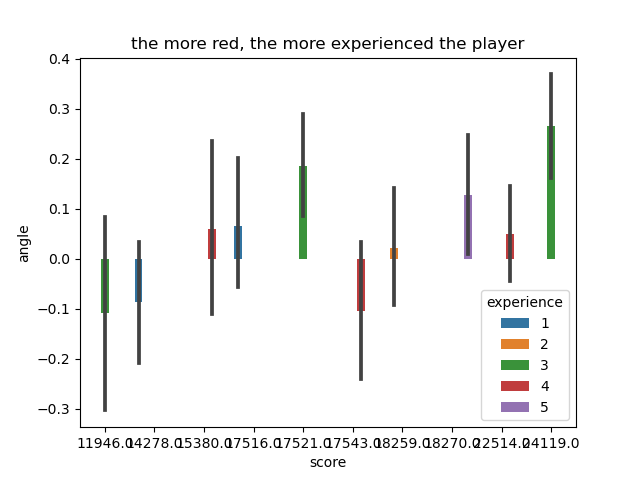 the more red, the more experienced the player
0.4
0.3
0.2
0.1
0.0
−0.1
−0.2
−0.3
angle
experience
1
2
3
4
5
11946.0 14278.0 15380.0 17516.0 17521.0 17543.0 18259.0 18270.0 22514.0 24119.0
score